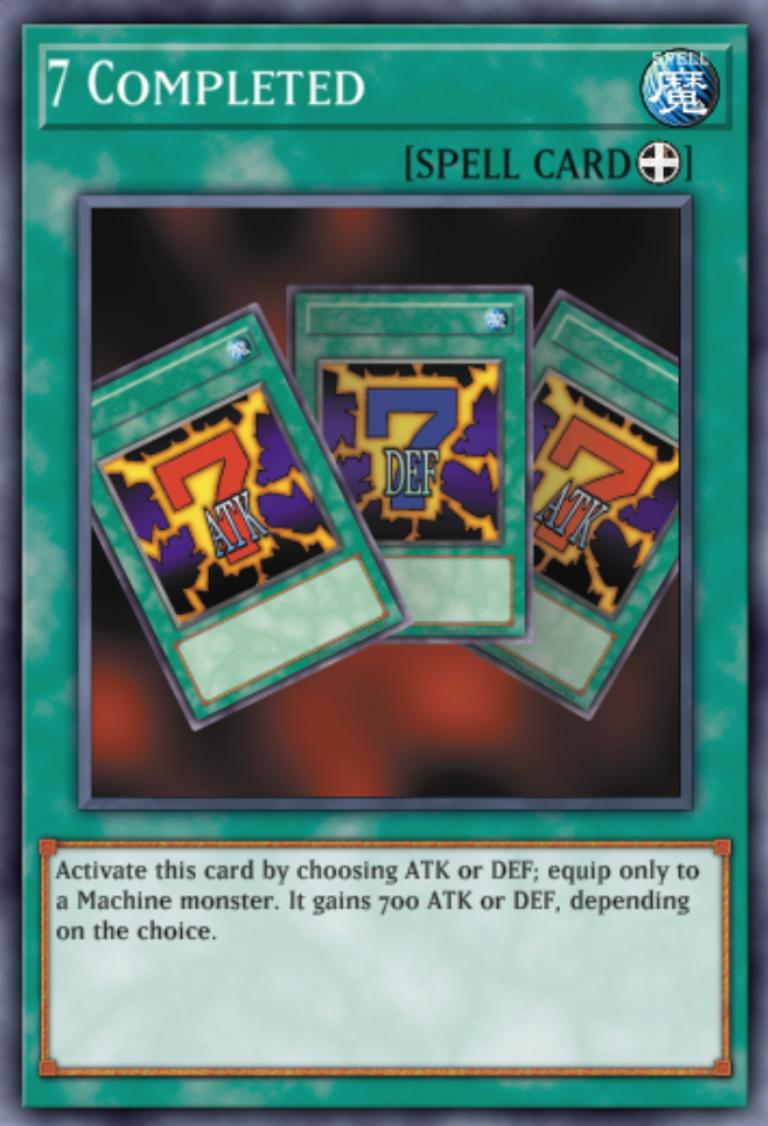 7 Completed
SPELL
魔
[SPELL CARD]
7
ATK
7
DEF
7
ATK
Activate this card by choosing ATK or DEF; equip only to
a Machine monster. It gains 700 ATK or DEF, depending
on the choice.